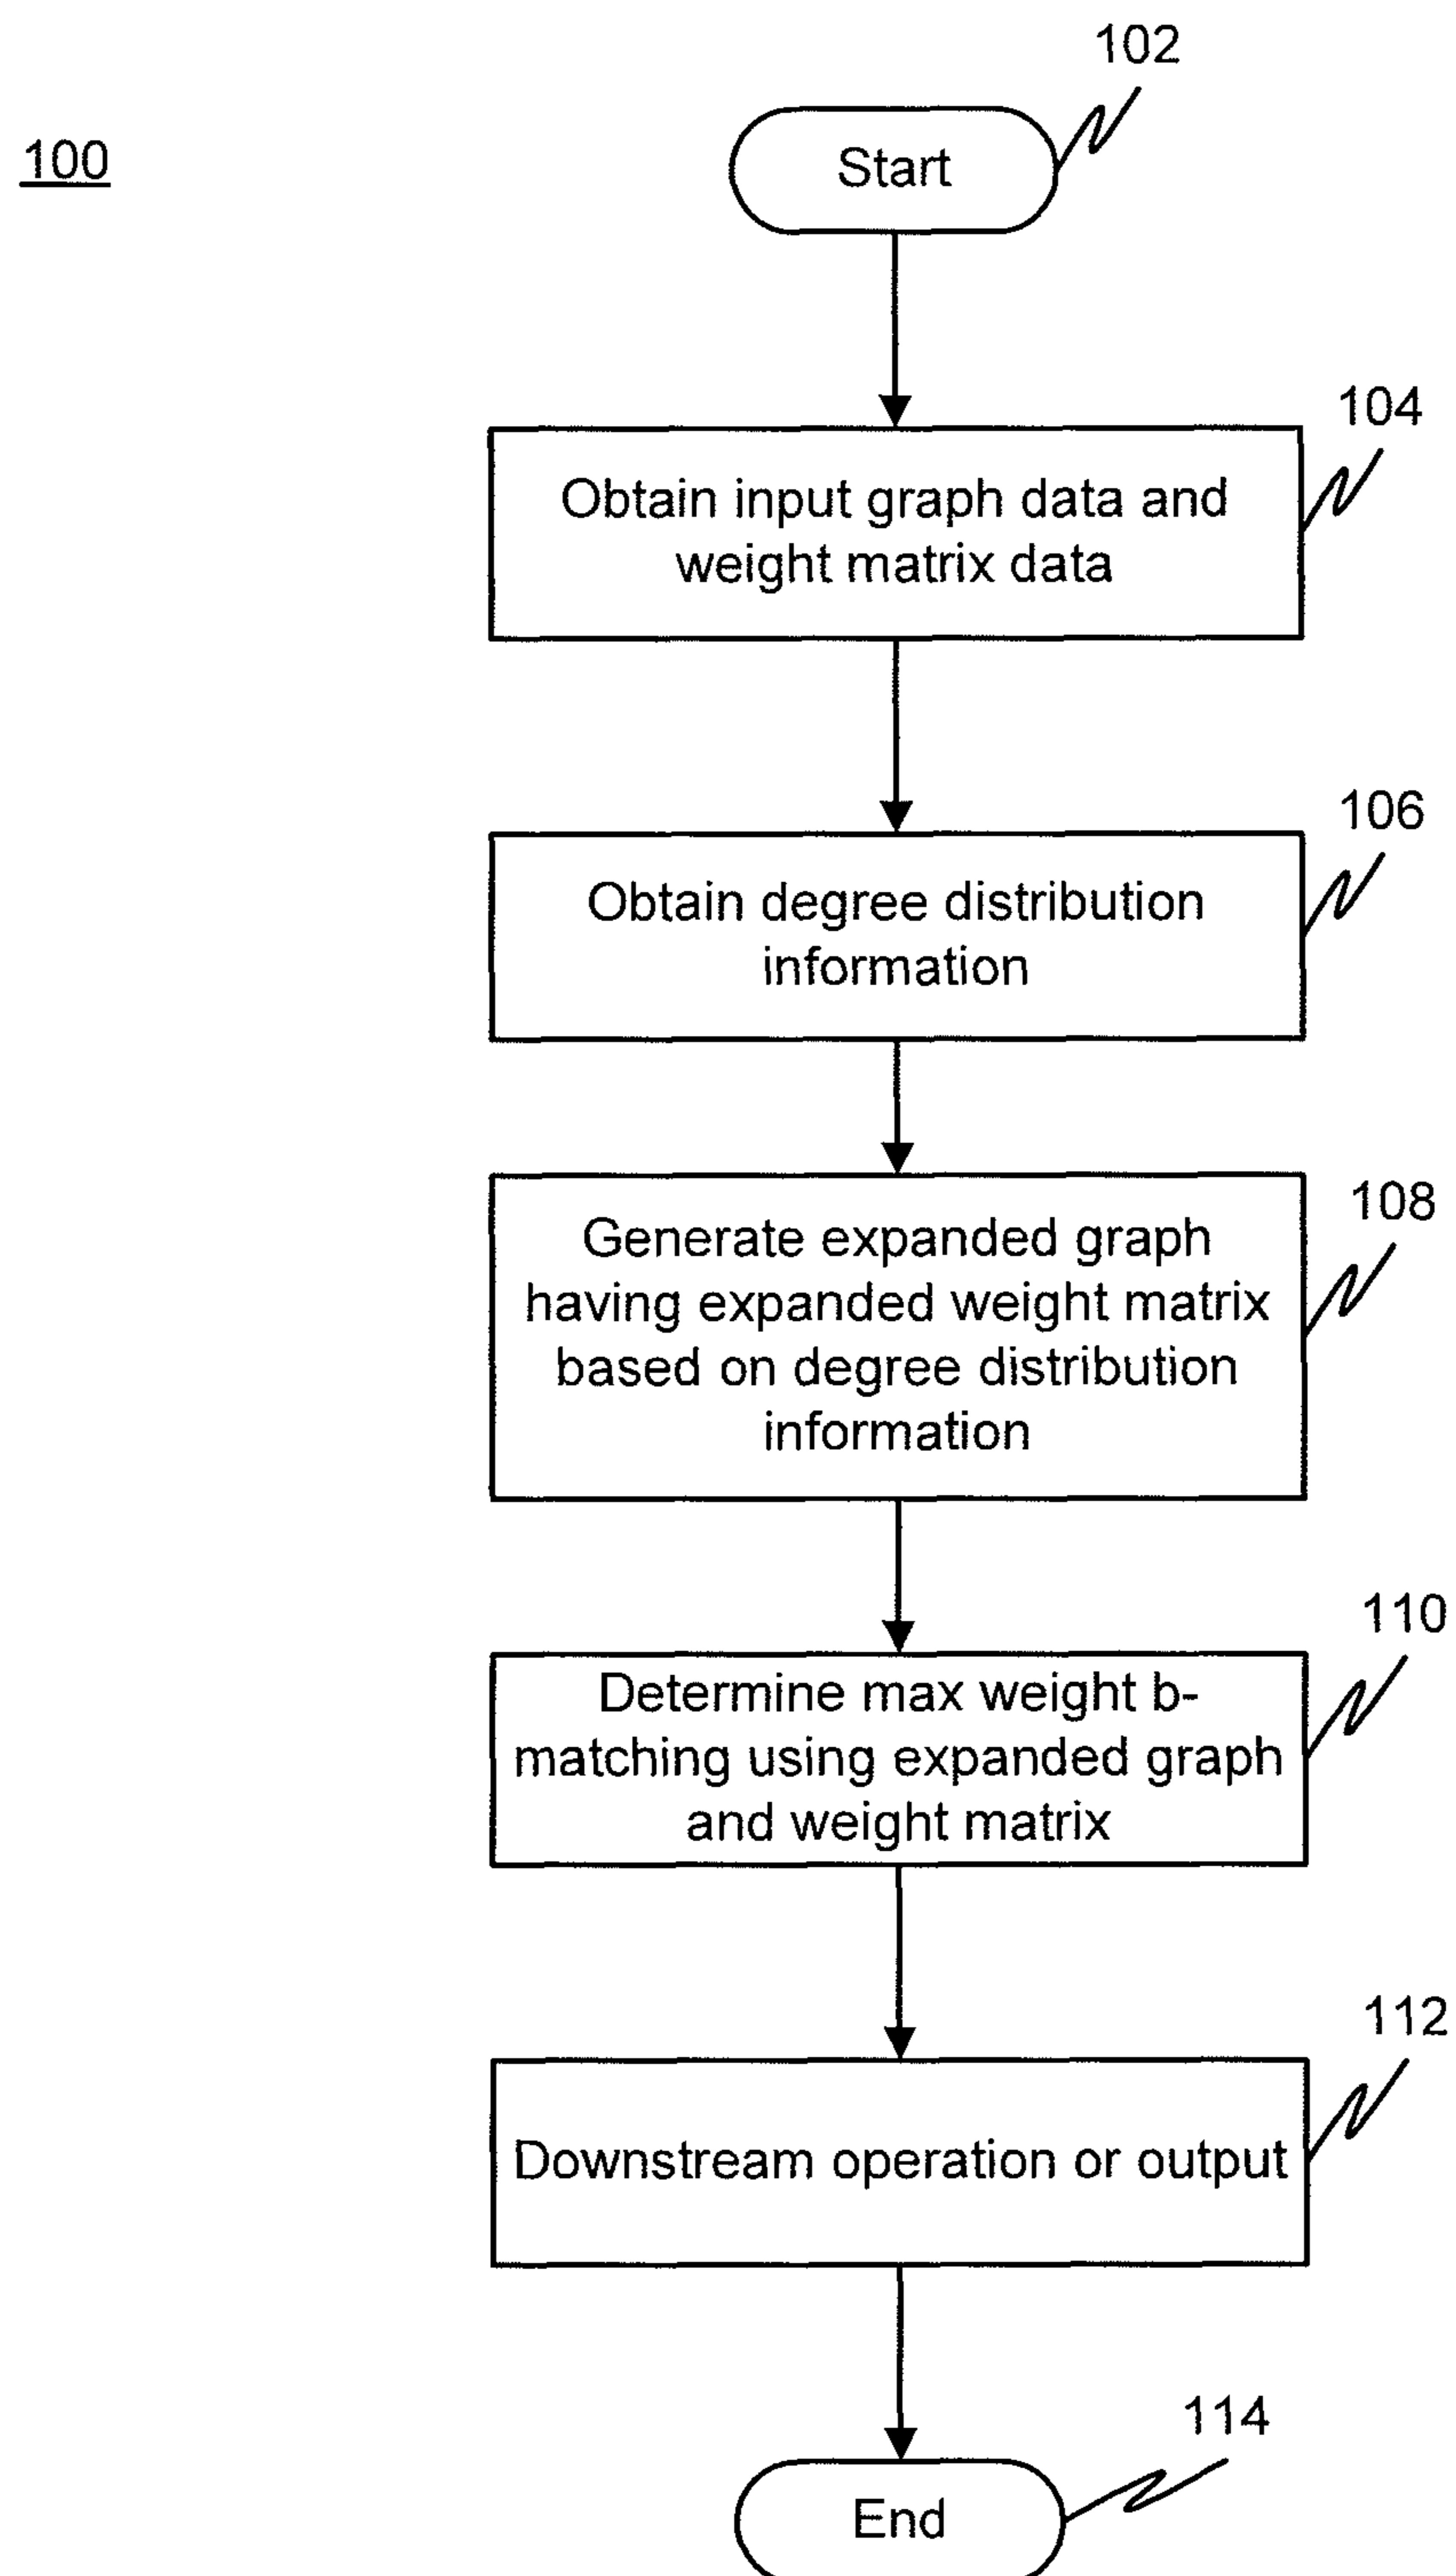 102
100
Start
104
Obtain input graph data and
weight matrix data
106
Obtain degree distribution
information
108
Generate expanded graph
having expanded weight matrix
based on degree distribution
information
110
Determine max weight b-
matching using expanded graph
and weight matrix
112
Downstream operation or output
114
End